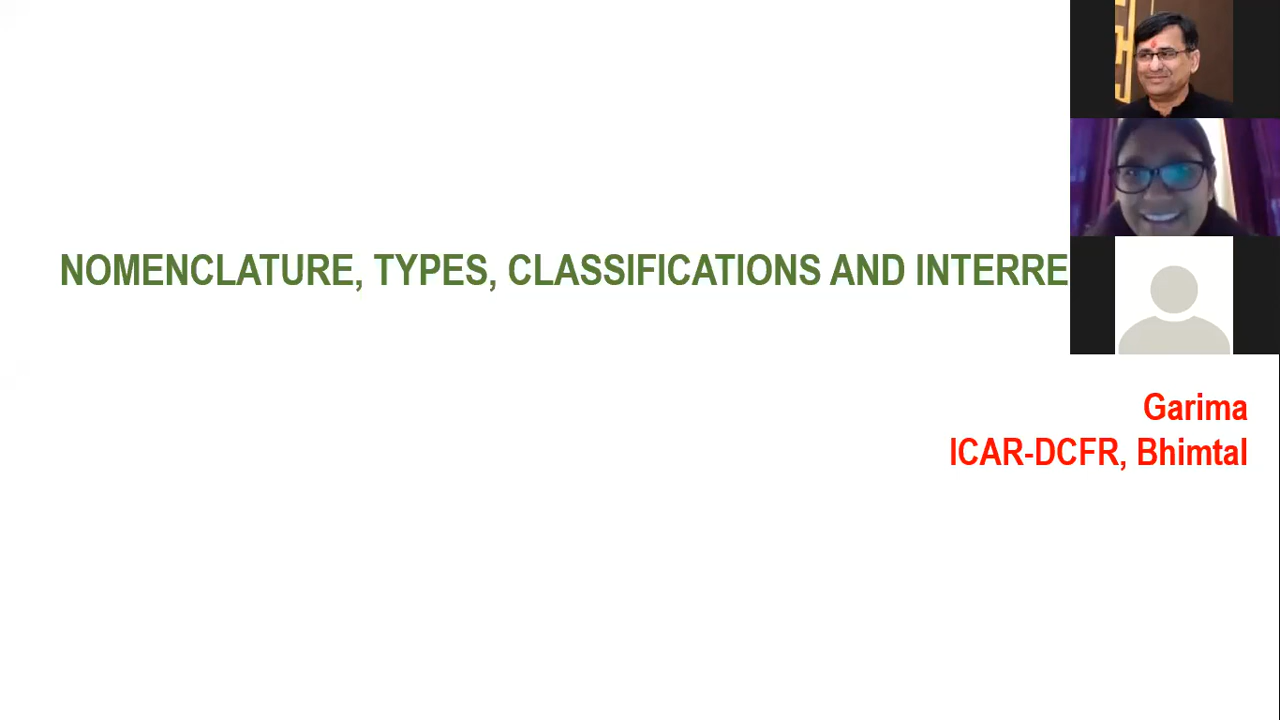 NOMENCLATURE, TYPES, CLASSIFICATIONS AND INTERRE
Garima
ICAR-DCFR, Bhimtal